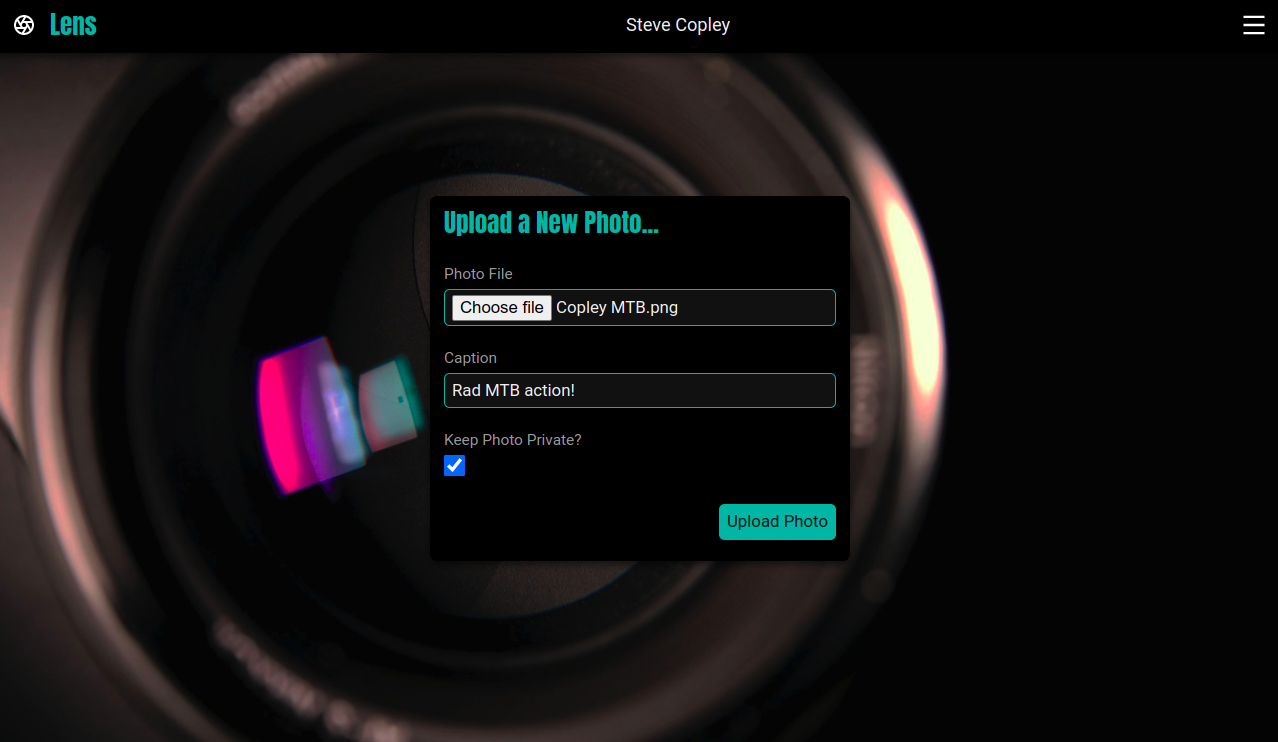 Lens
Steve Copley
Upload a New Photo...
Photo File
Choose file Copley MTB.png
Caption
Rad MTB action!
Keep Photo Private?
Upload Photo